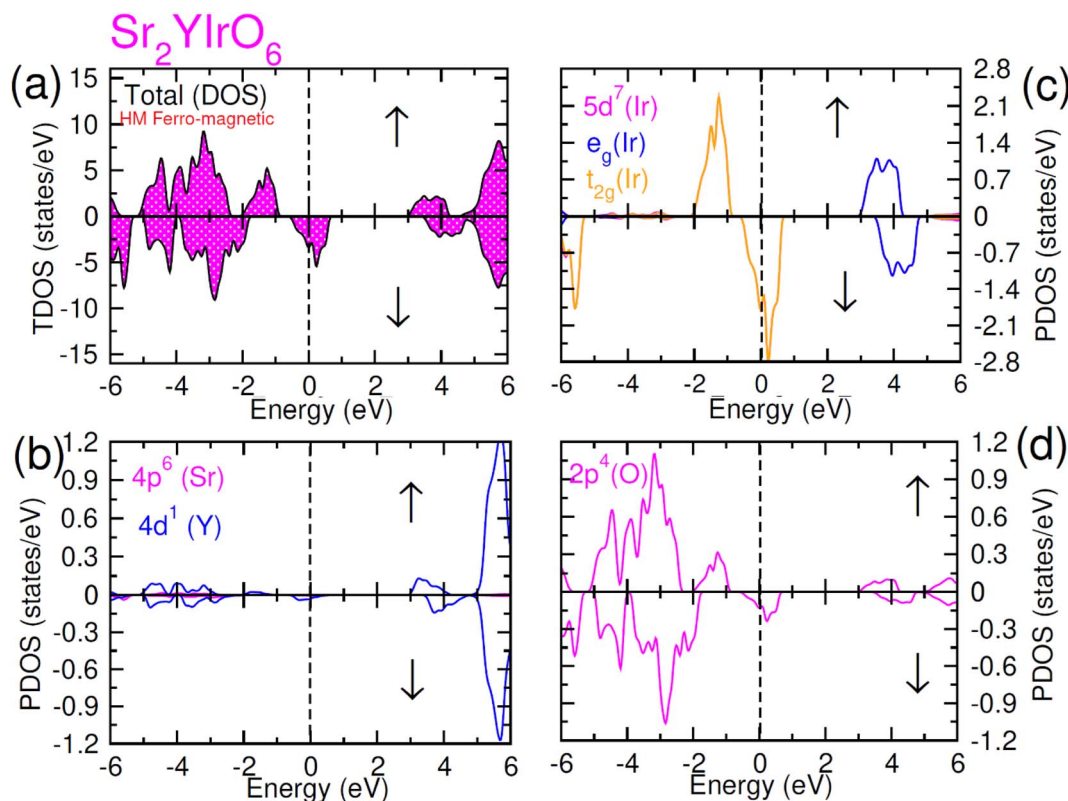 Sr₂YIrO₆
(a)
Total (DOS)
HM Ferro-magnetic
↑
↓
TDOS (states/eV)
15
10
5
0
-5
-10
-15
-6 -4 -2 0 2 4 6
Energy (eV)
(c)
5d⁷(Ir)
e_g(Ir)
t_2g(Ir)
↑
↓
PDOS (states/eV)
2.8
2.1
1.4
0.7
0
-0.7
-1.4
-2.1
-2.8
-6 -4 -2 0 2 4 6
Energy (eV)
(b)
4p⁶ (Sr)
4d¹ (Y)
↑
↓
PDOS (states/eV)
1.2
0.9
0.6
0.3
0
-0.3
-0.6
-0.9
-1.2
-6 -4 -2 0 2 4 6
Energy (eV)
(d)
2p⁴(O)
↑
↓
PDOS (states/eV)
1.2
0.9
0.6
0.3
0
-0.3
-0.6
-0.9
-1.2
-6 -4 -2 0 2 4 6
Energy (eV)